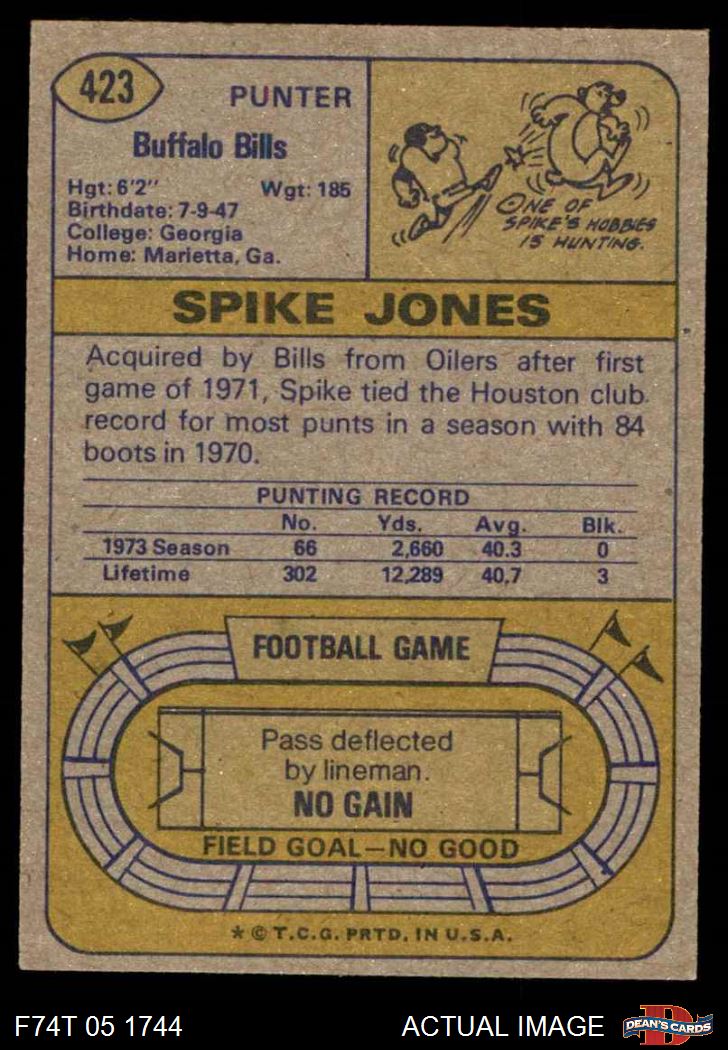 423
PUNTER
Buffalo Bills
Hgt: 6'2" Wgt: 185
Birthdate: 7-9-47
College: Georgia
Home: Marietta, Ga.
ONE OF
SPIKE'S HOBBIES
IS HUNTING.
SPIKE JONES
Acquired by Bills from Oilers after first
game of 1971, Spike tied the Houston club
record for most punts in a season with 84
boots in 1970.
PUNTING RECORD
No. Yds. Avg. Blk.
1973 Season 66 2,660 40.3 0
Lifetime 302 12,289 40.7 3
FOOTBALL GAME
Pass deflected
by lineman.
NO GAIN
FIELD GOAL—NO GOOD
* © T.C.G. PRTD. IN U.S.A.
F74T 05 1744 ACTUAL IMAGE
D
DEAN'S CARDS